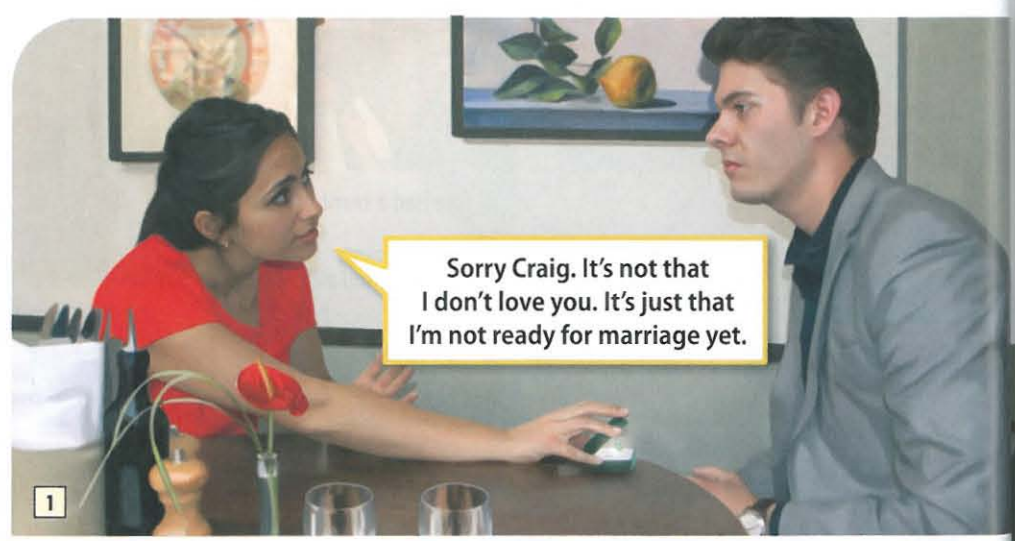 Sorry Craig. It's not that
I don't love you. It's just that
I'm not ready for marriage yet.
1